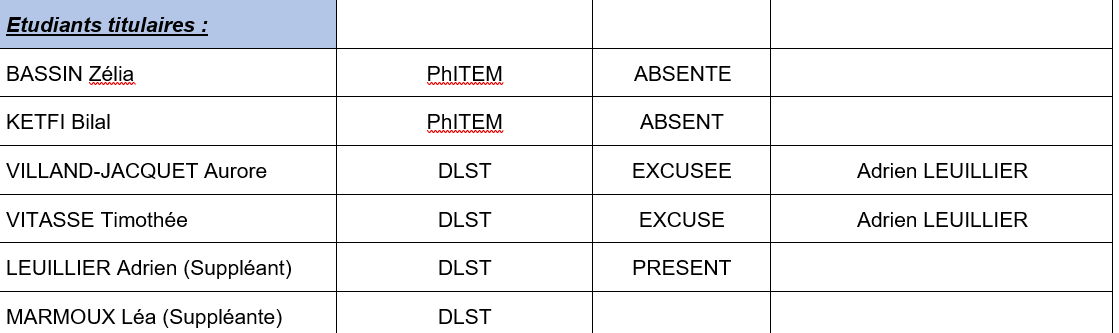 Etudiants titulaires :
BASSIN Zélia PhITEM ABSENTE
KETFI Bilal PhITEM ABSENT
VILLAND-JACQUET Aurore DLST EXCUSEE Adrien LEUILLIER
VITASSE Timothée DLST EXCUSE Adrien LEUILLIER
LEUILLIER Adrien (Suppléant) DLST PRESENT
MARMOUX Léa (Suppléante) DLST